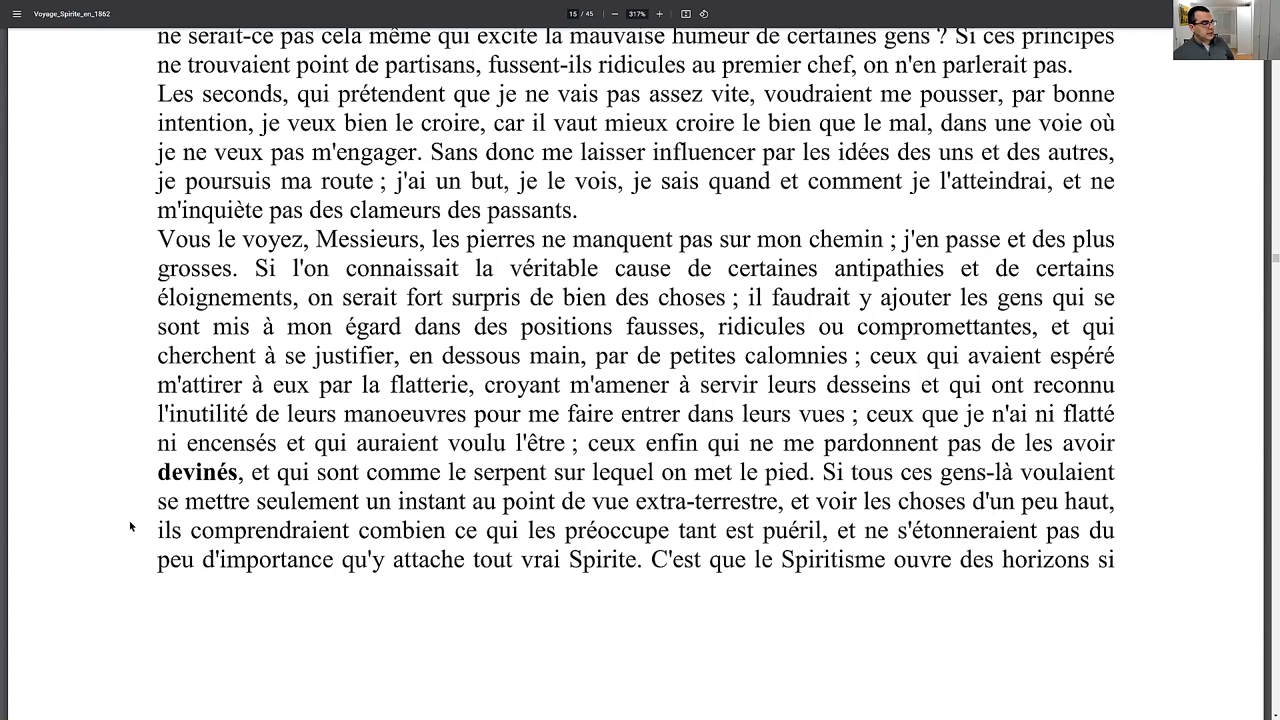 Voyage_Spirite_en_1862
15 / 45
317%
ne serait-ce pas cela même qui excite la mauvaise humeur de certaines gens ? Si ces principes
ne trouvaient point de partisans, fussent-ils ridicules au premier chef, on n'en parlerait pas.
Les seconds, qui prétendent que je ne vais pas assez vite, voudraient me pousser, par bonne
intention, je veux bien le croire, car il vaut mieux croire le bien que le mal, dans une voie où
je ne veux pas m'engager. Sans donc me laisser influencer par les idées des uns et des autres,
je poursuis ma route ; j'ai un but, je le vois, je sais quand et comment je l'atteindrai, et ne
m'inquiète pas des clameurs des passants.
Vous le voyez, Messieurs, les pierres ne manquent pas sur mon chemin ; j'en passe et des plus
grosses. Si l'on connaissait la véritable cause de certaines antipathies et de certains
éloignements, on serait fort surpris de bien des choses ; il faudrait y ajouter les gens qui se
sont mis à mon égard dans des positions fausses, ridicules ou compromettantes, et qui
cherchent à se justifier, en dessous main, par de petites calomnies ; ceux qui avaient espéré
m'attirer à eux par la flatterie, croyant m'amener à servir leurs desseins et qui ont reconnu
l'inutilité de leurs manoeuvres pour me faire entrer dans leurs vues ; ceux que je n'ai ni flatté
ni encensés et qui auraient voulu l'être ; ceux enfin qui ne me pardonnent pas de les avoir
devinés, et qui sont comme le serpent sur lequel on met le pied. Si tous ces gens-là voulaient
se mettre seulement un instant au point de vue extra-terrestre, et voir les choses d'un peu haut,
ils comprendraient combien ce qui les préoccupe tant est puéril, et ne s'étonneraient pas du
peu d'importance qu'y attache tout vrai Spirite. C'est que le Spiritisme ouvre des horizons si